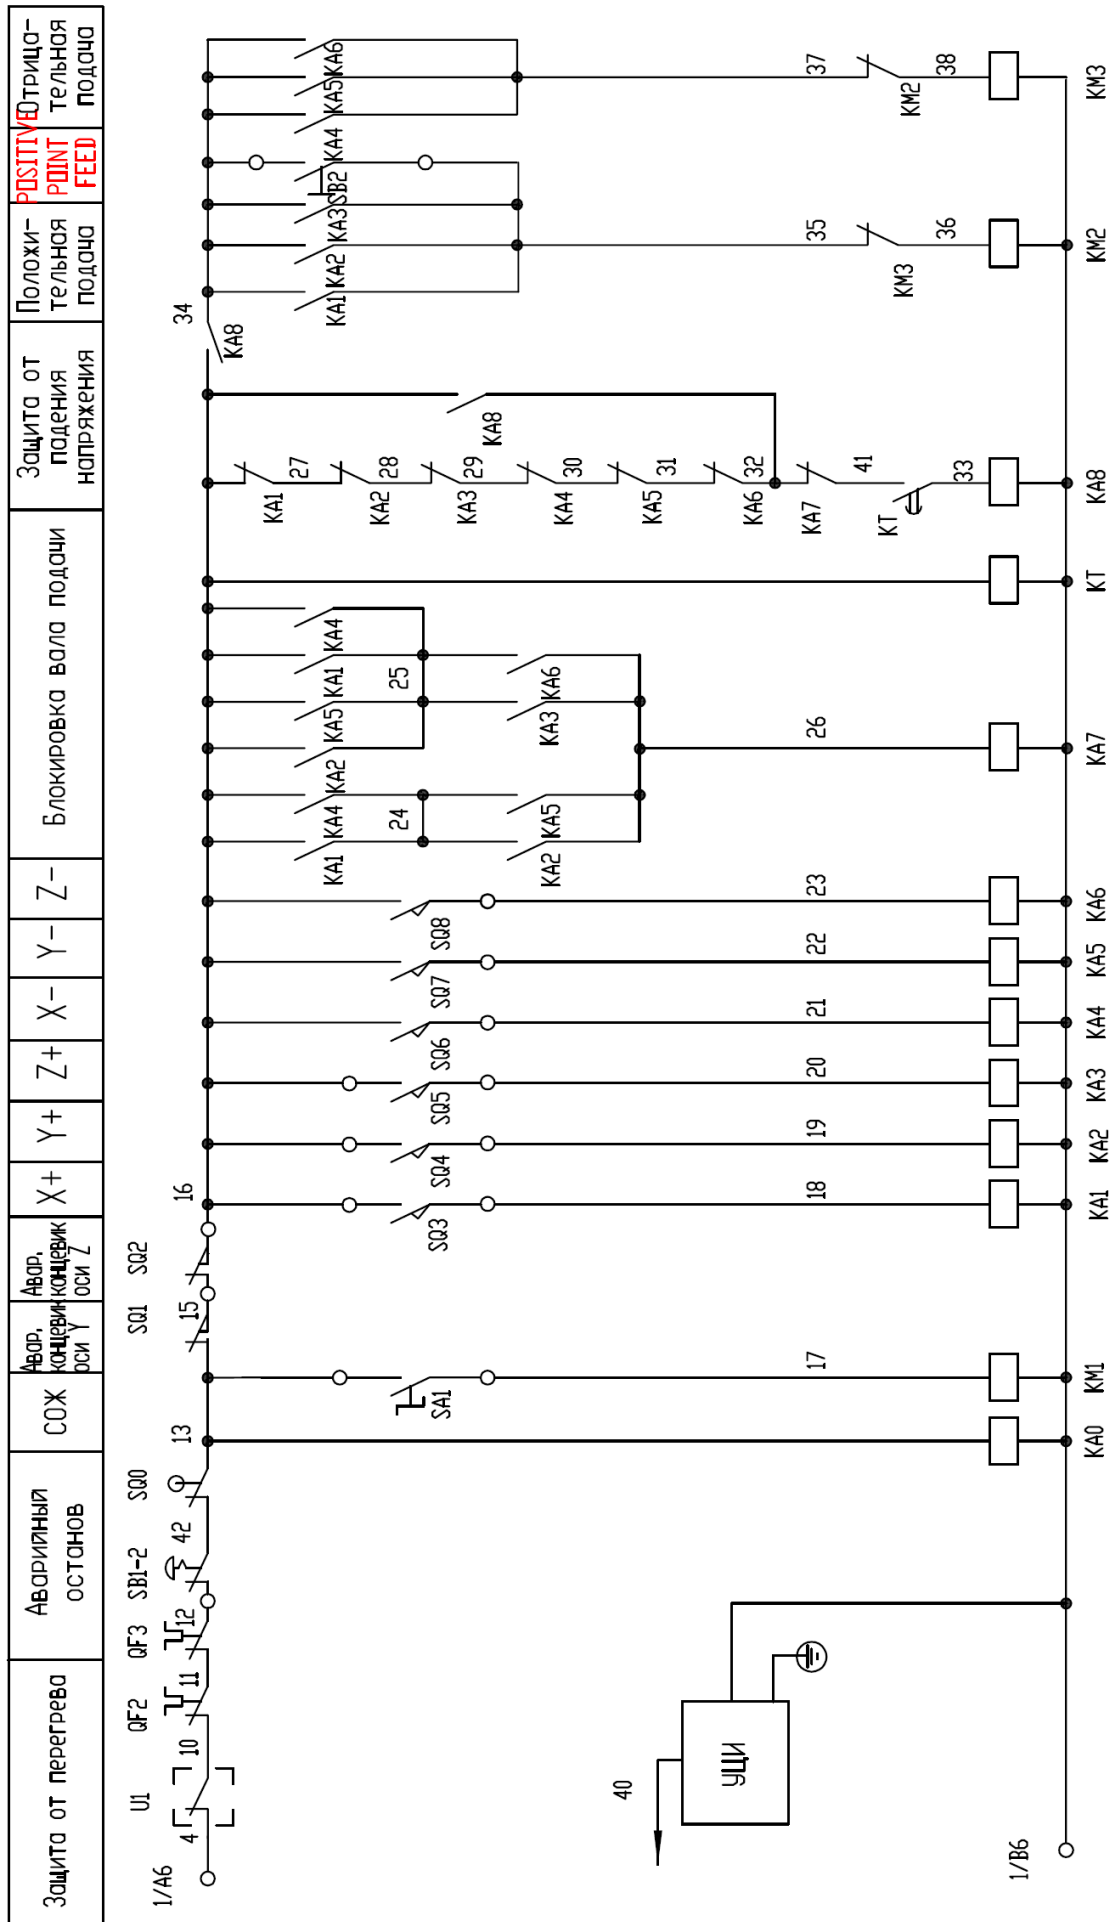 Защита от перегрева
Аварийный
останов
СОЖ
Авар,
концевик
оси Y
Авар,
концевик
оси Z
X+
Y+
Z+
X-
Y-
Z-
Блокировка вала подачи
Защита от
падения
напряжения
Положи-
тельная
подача
POSITIVE
POINT
FEED
Отрица-
тельная
подача
1/A6
4
U1
10
QF2
11
QF3
12
SB1-2
42
SQ0
13
SQ1
15
SQ2
16
34
KA8
SA1
17
SQ3
18
SQ4
19
SQ5
20
SQ6
21
SQ7
22
SQ8
23
KA1
KA4
24
KA2
KA5
KA2
KA5
KA1
KA4
25
KA3
KA6
26
KA1
27
KA2
28
KA3
29
KA4
30
KA5
31
KA6
32
KA7
41
KT
33
KA8
KA1
KA2
KA3
SB2
35
KM3
36
KA4
KA5
KA6
37
KM2
38
40
УЩИ
1/B6
KA0
KM1
KA1
KA2
KA3
KA4
KA5
KA6
KA7
KT
KA8
KM2
KM3